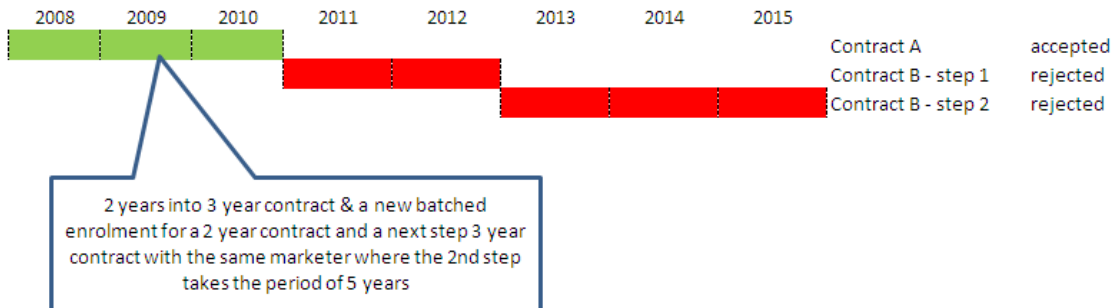 2008 2009 2010 2011 2012 2013 2014 2015
Contract A accepted
Contract B - step 1 rejected
Contract B - step 2 rejected
2 years into 3 year contract & a new batched
enrolment for a 2 year contract and a next step 3 year
contract with the same marketer where the 2nd step
takes the period of 5 years